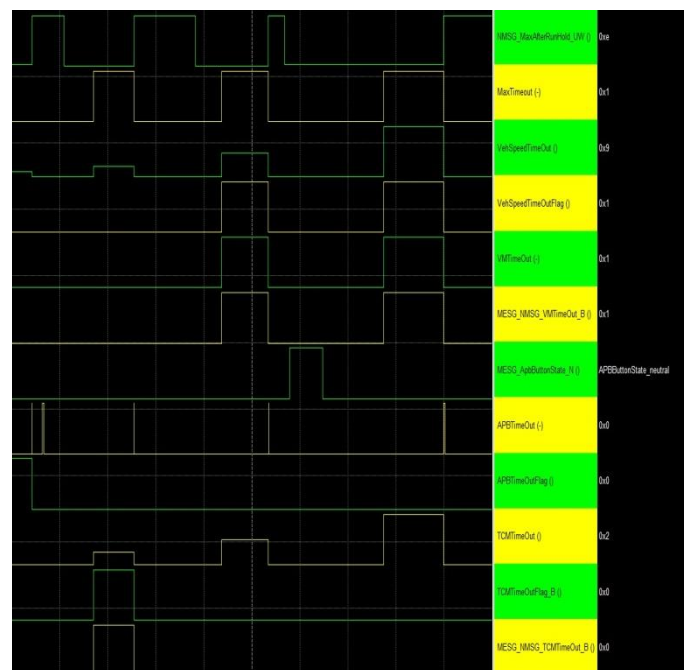 NMSG_MaxAfterRunHold_UW () 0xe
MaxTimeout (-) 0x1
VehSpeedTimeOut () 0x9
VehSpeedTimeOutFlag () 0x1
VMTimeOut (-) 0x1
MESG_NMSG_VMTimeOut_B () 0x1
MESG_ApbButtonState_N () APBButtonState_neutral
APBTimeOut (-) 0x0
APBTimeOutFlag () 0x0
TCMTimeOut () 0x2
TCMTimeOutFlag_B () 0x0
MESG_NMSG_TCMTimeOut_B () 0x0